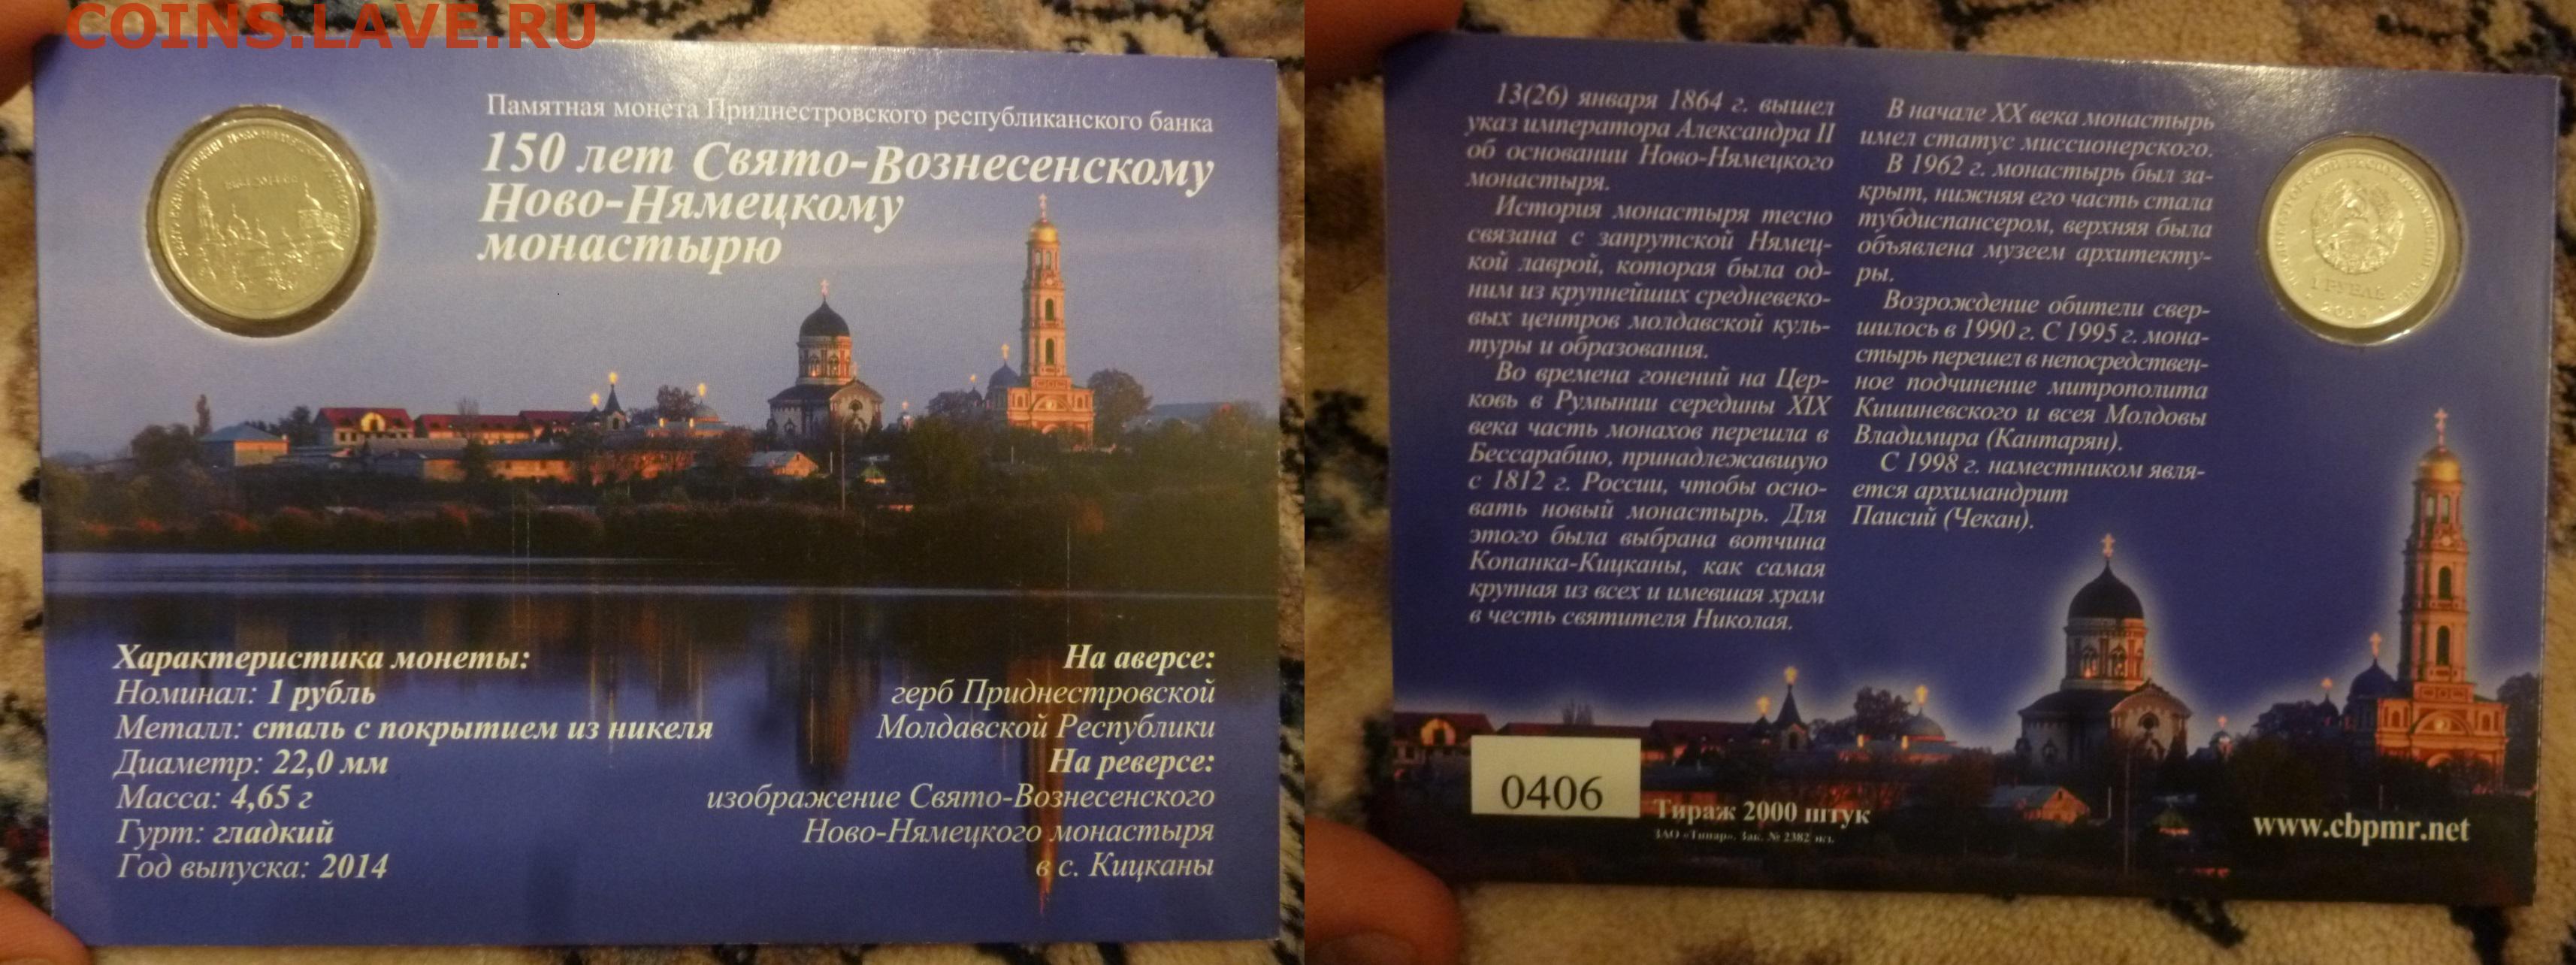 COINS.LAVE.RU
Памятная монета Приднестровского республиканского банка
150 лет Свято-Вознесенскому
Ново-Нямецкому
монастырю
Характеристика монеты:
Номинал: 1 рубль
Металл: сталь с покрытием из никеля
Диаметр: 22,0 мм
Масса: 4,65 г
Гурт: гладкий
Год выпуска: 2014
На аверсе:
герб Приднестровской
Молдавской Республики
На реверсе:
изображение Свято-Вознесенского
Ново-Нямецкого монастыря
в с. Кицканы
13(26) января 1864 г. вышел
указ императора Александра II
об основании Ново-Нямецкого
монастыря.
История монастыря тесно
связана с запрутской Нямец-
кой лаврой, которая была од-
ним из крупнейших средневеко-
вых центров молдавской куль-
туры и образования.
Во времена гонений на Цер-
ковь в Румынии середины XIX
века часть монахов перешла в
Бессарабию, принадлежавшую
с 1812 г. России, чтобы осно-
вать новый монастырь. Для
этого была выбрана вотчина
Копанка-Кицканы, как самая
крупная из всех и имевшая храм
в честь святителя Николая.
В начале XX века монастырь
имел статус миссионерского.
В 1962 г. монастырь был за-
крыт, нижняя его часть стала
тубдиспансером, верхняя была
объявлена музеем архитекту-
ры.
Возрождение обители свер-
шилось в 1990 г. С 1995 г. мона-
стырь перешел в непосредствен-
ное подчинение митрополита
Кишиневского и всея Молдовы
Владимира (Кантарян).
С 1998 г. наместником явля-
ется архимандрит
Паисий (Чекан).
1 РУБЛЬ
2014
0406
Тираж 2000 штук
ЗАО «Типар». Зак. № 2382
www.cbpmr.net